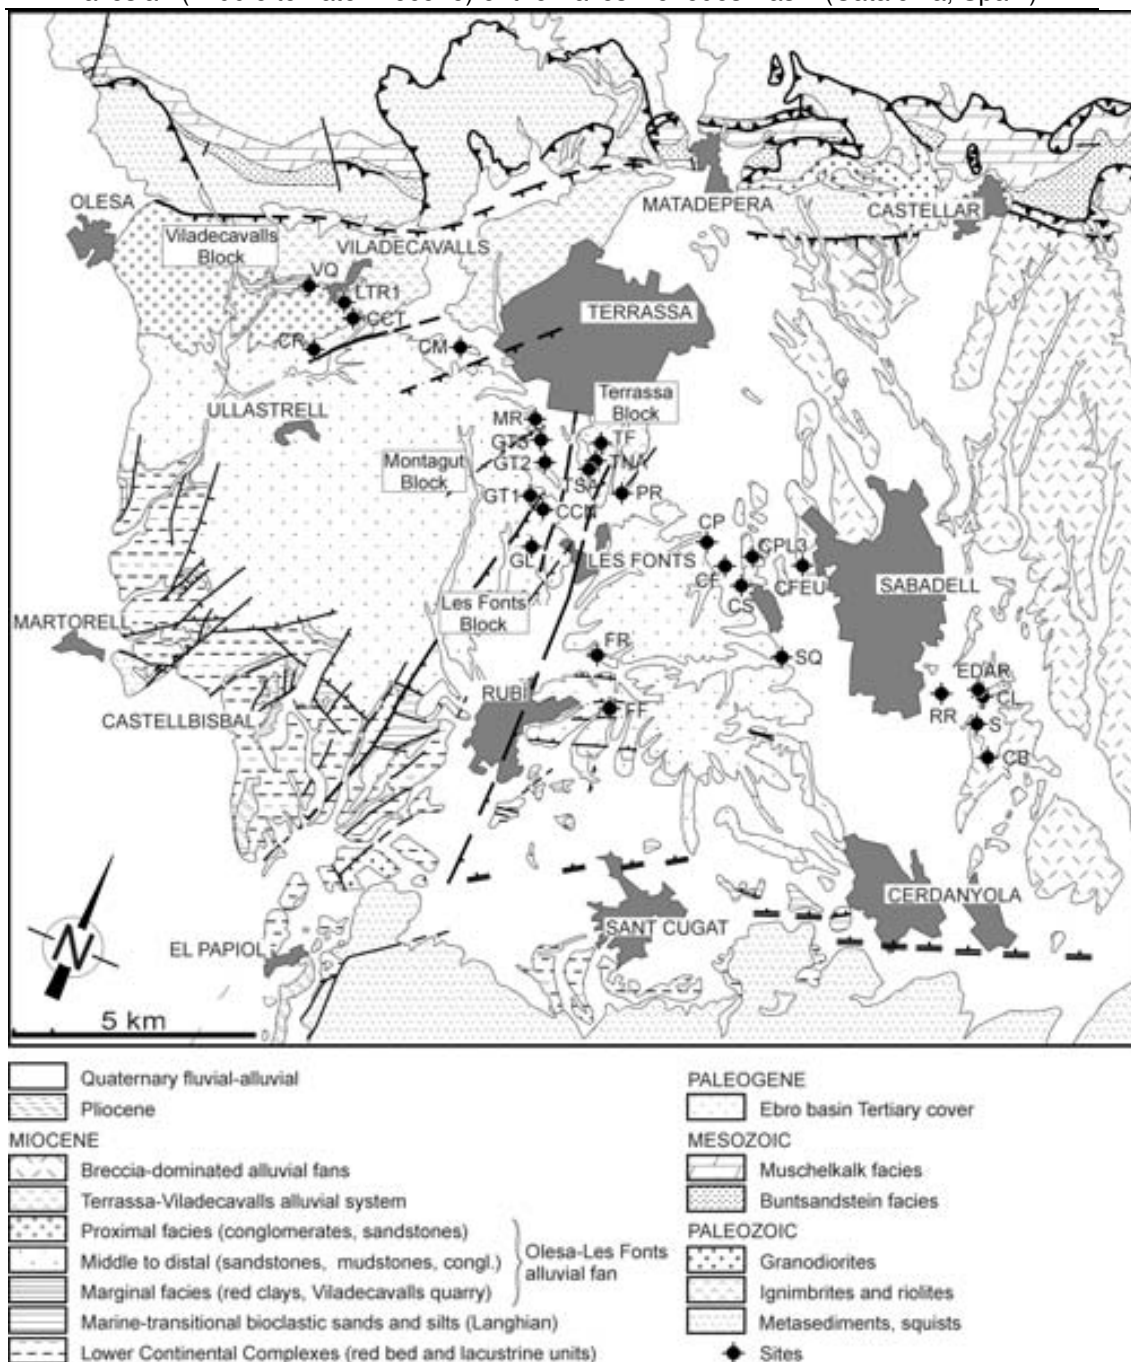 OLESA
Viladecavalls
Block
VILADECAVALLS
MATADEPERA
CASTELLAR
VQ
LTR1
CCT
CR
CM
TERRASSA
ULLASTRELL
Terrassa
Block
MR
GT3
TF
Montagut
Block
GT2
TNA
TSA
GT1
PR
CCN
CP
GL
LES FONTS
CPL3
CF
CFEU
SABADELL
CS
Les Fonts
Block
MARTORELL
FR
SQ
EDAR
RUBÍ
CL
RR
CASTELLBISBAL
FF
S
CB
CERDANYOLA
SANT CUGAT
N
EL PAPIOL
5 km
Quaternary fluvial-alluvial
Pliocene
MIOCENE
Breccia-dominated alluvial fans
Terrassa-Viladecavalls alluvial system
Proximal facies (conglomerates, sandstones)
Middle to distal (sandstones, mudstones, congl.)
Marginal facies (red clays, Viladecavalls quarry)
Olesa-Les Fonts
alluvial fan
Marine-transitional bioclastic sands and silts (Langhian)
Lower Continental Complexes (red bed and lacustrine units)
PALEOGENE
Ebro basin Tertiary cover
MESOZOIC
Muschelkalk facies
Buntsandstein facies
PALEOZOIC
Granodiorites
Ignimbrites and riolites
Metasediments, squists
Sites